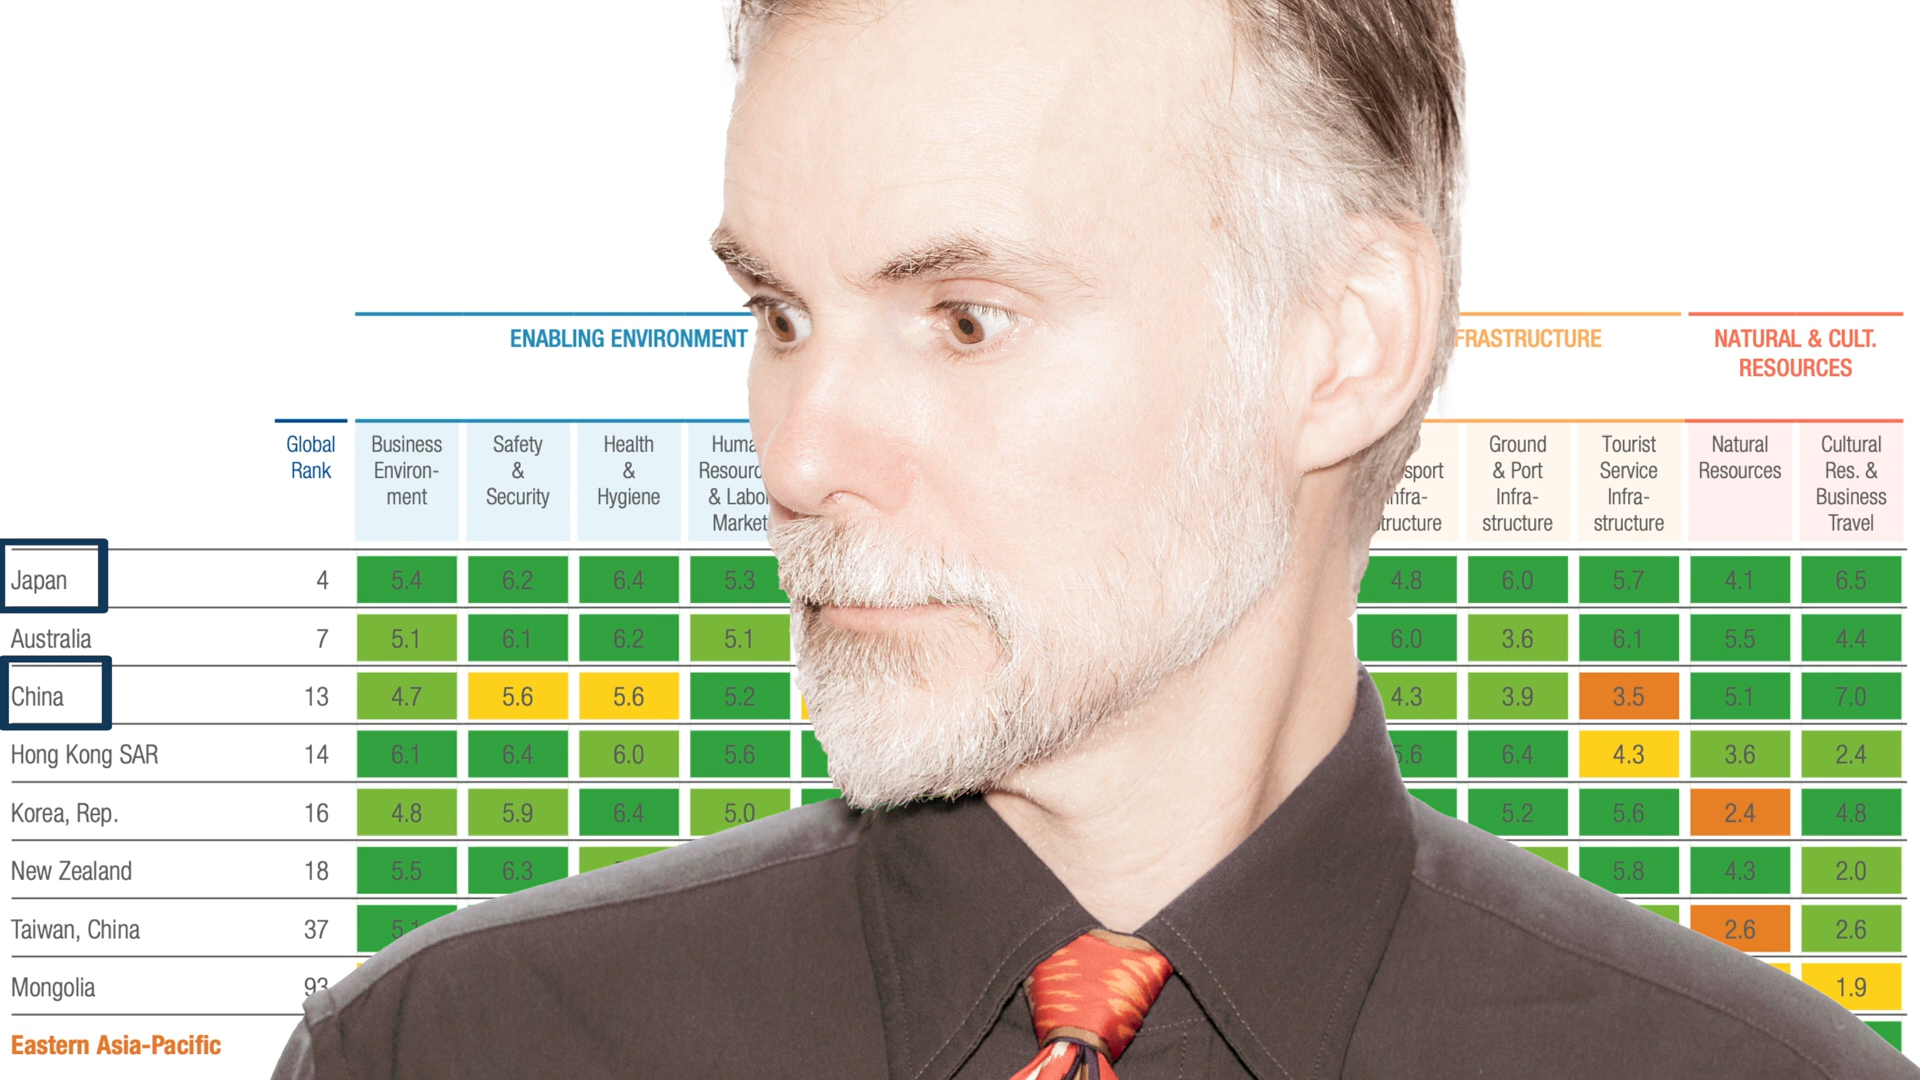 ENABLING ENVIRONMENT
FRASTRUCTURE
NATURAL & CULT.
RESOURCES
Global
Rank
Business
Environ-
ment
Safety
&
Security
Health
&
Hygiene
Huma
Resourc
& Labo
Market
sport
nfra-
tructure
Ground
& Port
Infra-
structure
Tourist
Service
Infra-
structure
Natural
Resources
Cultural
Res. &
Business
Travel
Japan 4 5.4 6.2 6.4 5.3 4.8 6.0 5.7 4.1 6.5
Australia 7 5.1 6.1 6.2 5.1 6.0 3.6 6.1 5.5 4.4
China 13 4.7 5.6 5.6 5.2 4.3 3.9 3.5 5.1 7.0
Hong Kong SAR 14 6.1 6.4 6.0 5.6 5.6 6.4 4.3 3.6 2.4
Korea, Rep. 16 4.8 5.9 6.4 5.0 5.2 5.6 2.4 4.8
New Zealand 18 5.5 6.3 5.8 4.3 2.0
Taiwan, China 37 5.1 2.6 2.6
Mongolia 93 1.9
Eastern Asia-Pacific